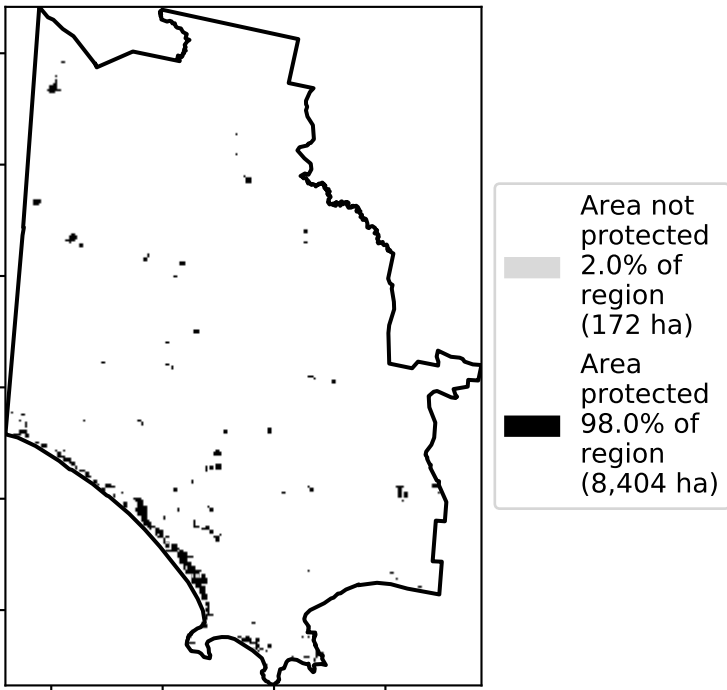 Area not
protected
2.0% of
region
(172 ha)
Area
protected
98.0% of
region
(8,404 ha)